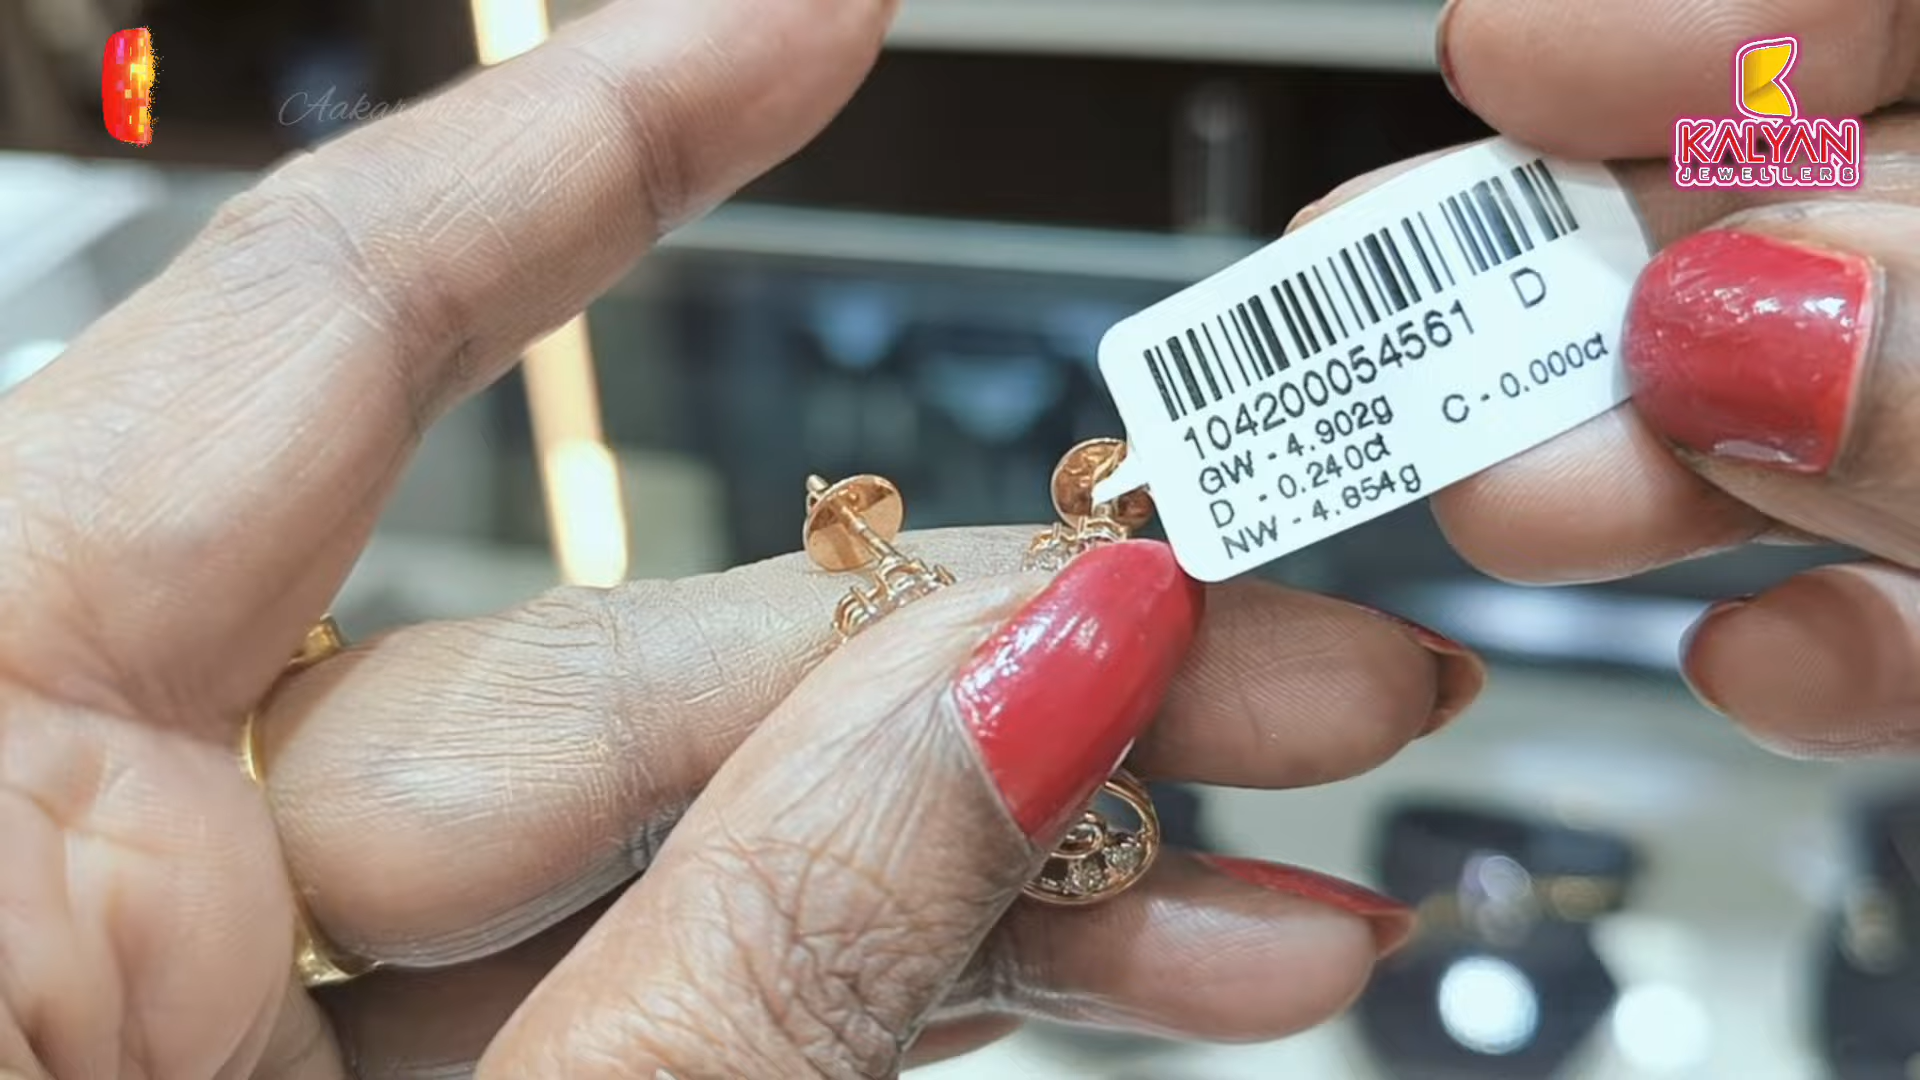 KALYAN
JEWELLERS
104200054561 D
GW - 4.902g
C - 0.000ct
D - 0.240ct
NW - 4.854g